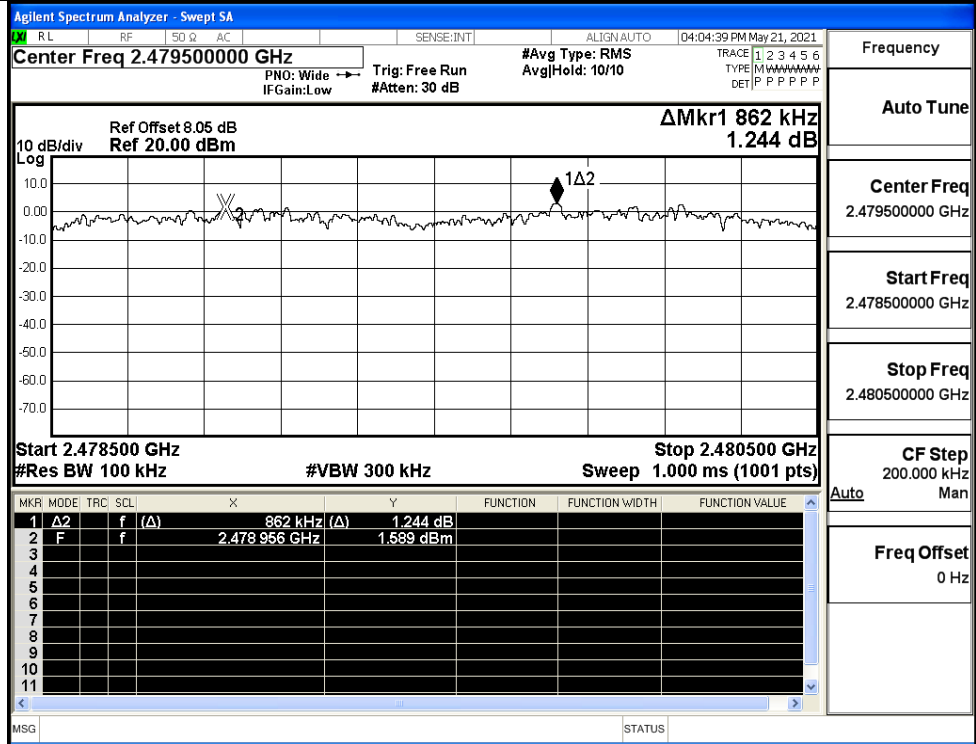 Agilent Spectrum Analyzer - Swept SA
LXI RL RF 50 Ω AC SENSE:INT ALIGN AUTO 04:04:39 PM May 21, 2021
Center Freq 2.479500000 GHz
PNO: Wide
IFGain:Low
Trig: Free Run
#Atten: 30 dB
#Avg Type: RMS
Avg|Hold: 10/10
TRACE 1 2 3 4 5 6
TYPE M W W W W W
DET P P P P P P
Ref Offset 8.05 dB
10 dB/div Ref 20.00 dBm
Log
ΔMkr1 862 kHz
1.244 dB
10.0
0.00
-10.0
-20.0
-30.0
-40.0
-50.0
-60.0
-70.0
1Δ2
2
Start 2.478500 GHz Stop 2.480500 GHz
#Res BW 100 kHz #VBW 300 kHz Sweep 1.000 ms (1001 pts)
MKR MODE TRC SCL X Y FUNCTION FUNCTION WIDTH FUNCTION VALUE
1 Δ2 f (Δ) 862 kHz (Δ) 1.244 dB
2 F f 2.478 956 GHz 1.589 dBm
3
4
5
6
7
8
9
10
11
MSG STATUS
Frequency
Auto Tune
Center Freq
2.479500000 GHz
Start Freq
2.478500000 GHz
Stop Freq
2.480500000 GHz
CF Step
200.000 kHz
Auto Man
Freq Offset
0 Hz